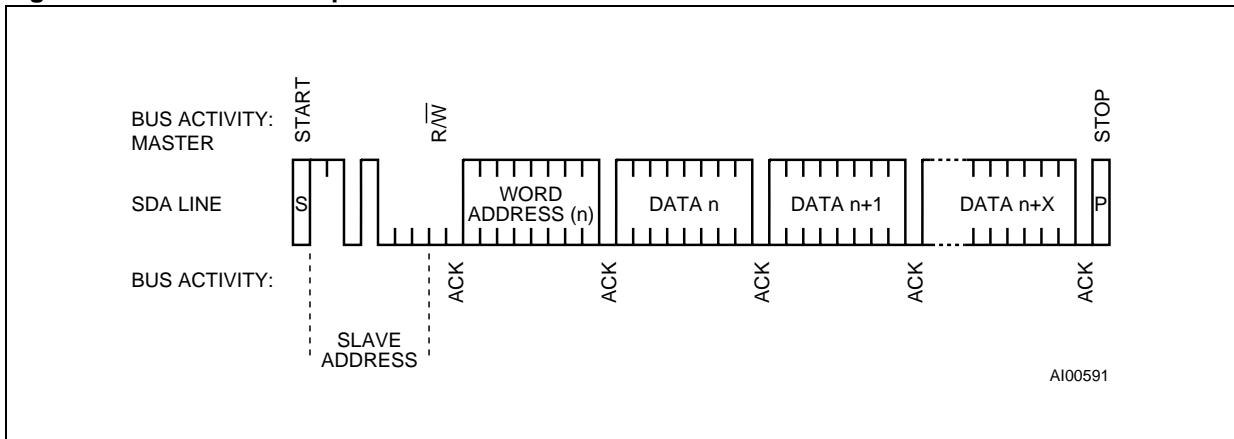 BUS ACTIVITY:
MASTER
START
R/W
STOP
SDA LINE
S
WORD
ADDRESS (n)
DATA n
DATA n+1
DATA n+X
P
BUS ACTIVITY:
ACK
ACK
ACK
ACK
ACK
SLAVE
ADDRESS
AI00591